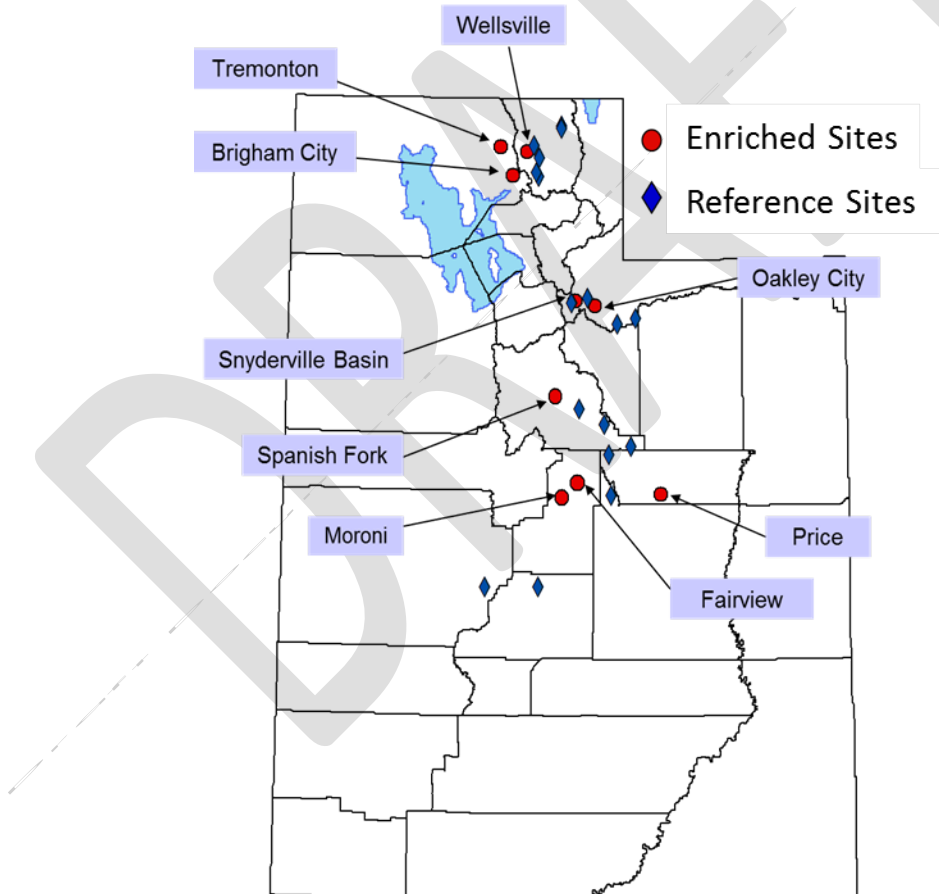 Wellsville
Tremonton
Brigham City
Enriched Sites
Reference Sites
Oakley City
Snyderville Basin
Spanish Fork
Moroni
Price
Fairview
DRAFT